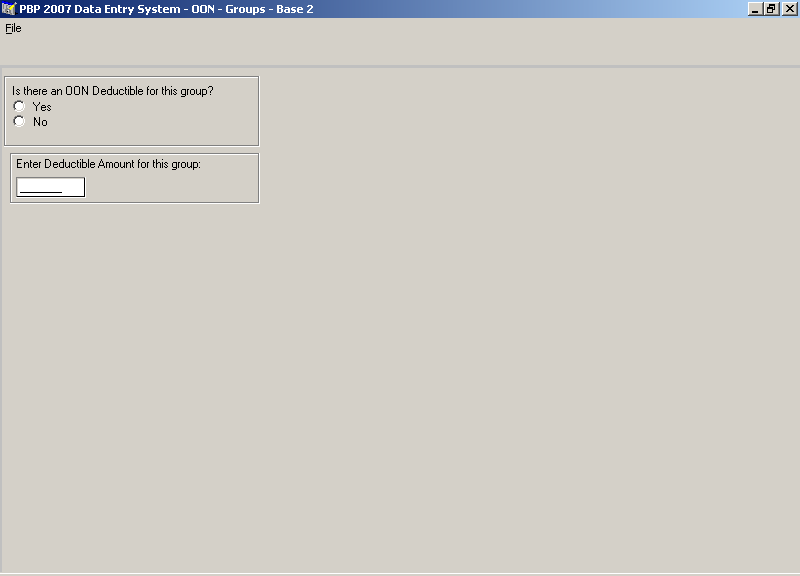 PBP 2007 Data Entry System - OON - Groups - Base 2
File
Is there an OON Deductible for this group?
Yes
No
Enter Deductible Amount for this group: